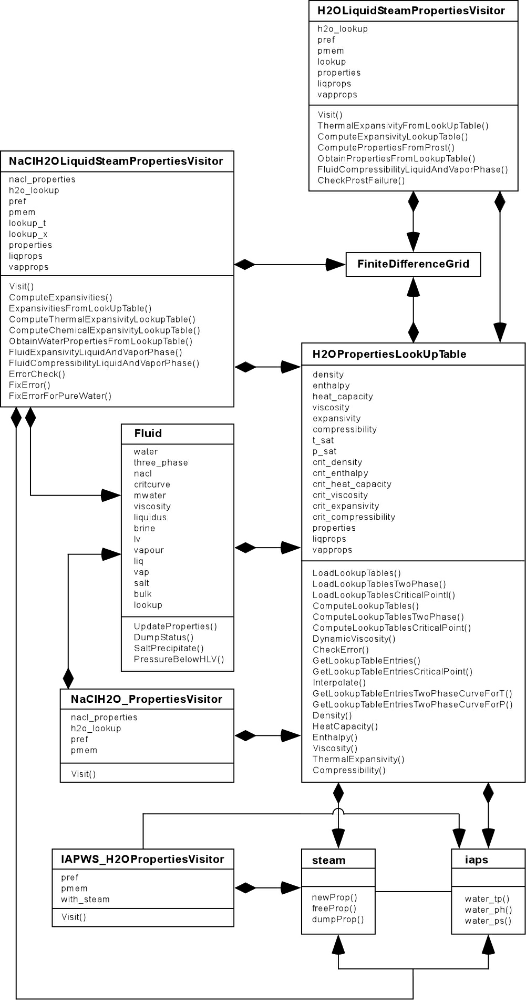 H2OLiquidSteamPropertiesVisitor
h2o_lookup
pref
pmem
lookup
properties
liqprops
vapprops
Visit()
ThermalExpansivityFromLookUpTable()
ComputeExpansivityLookupTable()
ComputePropertiesFromProst()
ObtainPropertiesFromLookupTable()
FluidCompressibilityLiquidAndVaporPhase()
CheckProstFailure()
NaClH2OLiquidSteamPropertiesVisitor
nacl_properties
h2o_lookup
pref
pmem
lookup_t
lookup_x
properties
liqprops
vapprops
Visit()
ComputeExpansivities()
ExpansivitiesFromLookUpTable()
ComputeThermalExpansivityLookupTable()
ComputeChemicalExpansivityLookupTable()
ObtainWaterPropertiesFromLookupTable()
FluidExpansivityLiquidAndVaporPhase()
FluidCompressibilityLiquidAndVaporPhase()
ErrorCheck()
FixError()
FixErrorForPureWater()
FiniteDifferenceGrid
H2OPropertiesLookUpTable
density
enthalpy
heat_capacity
viscosity
expansivity
compressibility
t_sat
p_sat
crit_density
crit_enthalpy
crit_heat_capacity
crit_viscosity
crit_expansivity
crit_compressibility
properties
liqprops
vapprops
LoadLookupTables()
LoadLookupTablesTwoPhase()
LoadLookupTablesCriticalPointl()
ComputeLookupTables()
ComputeLookupTablesTwoPhase()
ComputeLookupTablesCriticalPoint()
DynamicViscosity()
CheckError()
GetLookupTableEntries()
GetLookupTableEntriesCriticalPoint()
Interpolate()
GetLookupTableEntriesTwoPhaseCurveForT()
GetLookupTableEntriesTwoPhaseCurveForP()
Density()
HeatCapacity()
Enthalpy()
Viscosity()
ThermalExpansivity()
Compressibility()
Fluid
water
three_phase
nacl
critcurve
mwater
viscosity
liquidus
brine
lv
vapour
liq
vap
salt
bulk
lookup
UpdateProperties()
DumpStatus()
SaltPrecipitate()
PressureBelowHLV()
NaClH2O_PropertiesVisitor
nacl_properties
h2o_lookup
pref
pmem
Visit()
IAPWS_H2OPropertiesVisitor
pref
pmem
with_steam
Visit()
steam
newProp()
freeProp()
dumpProp()
iaps
water_tp()
water_ph()
water_ps()